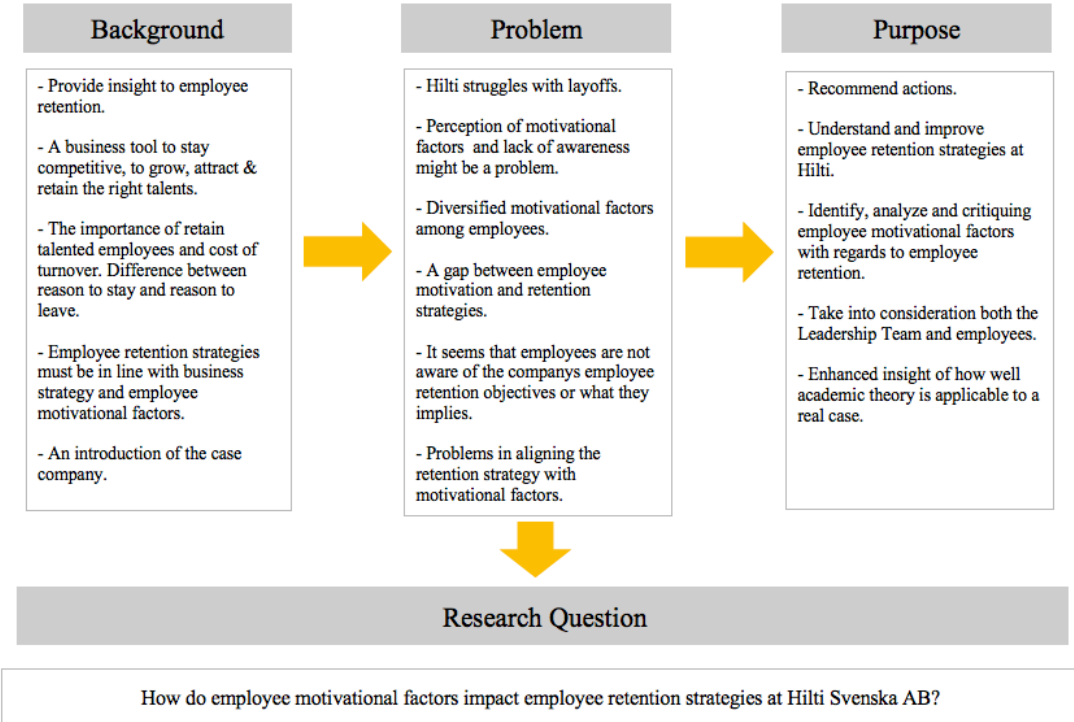 Background
- Provide insight to employee
retention.
- A business tool to stay
competitive, to grow, attract &
retain the right talents.
- The importance of retain
talented employees and cost of
turnover. Difference between
reason to stay and reason to
leave.
- Employee retention strategies
must be in line with business
strategy and employee
motivational factors.
- An introduction of the case
company.
Problem
- Hilti struggles with layoffs.
- Perception of motivational
factors and lack of awareness
might be a problem.
- Diversified motivational factors
among employees.
- A gap between employee
motivation and retention
strategies.
- It seems that employees are not
aware of the companys employee
retention objectives or what they
implies.
- Problems in aligning the
retention strategy with
motivational factors.
Purpose
- Recommend actions.
- Understand and improve
employee retention strategies at
Hilti.
- Identify, analyze and critiquing
employee motivational factors
with regards to employee
retention.
- Take into consideration both the
Leadership Team and employees.
- Enhanced insight of how well
academic theory is applicable to a
real case.
Research Question
How do employee motivational factors impact employee retention strategies at Hilti Svenska AB?